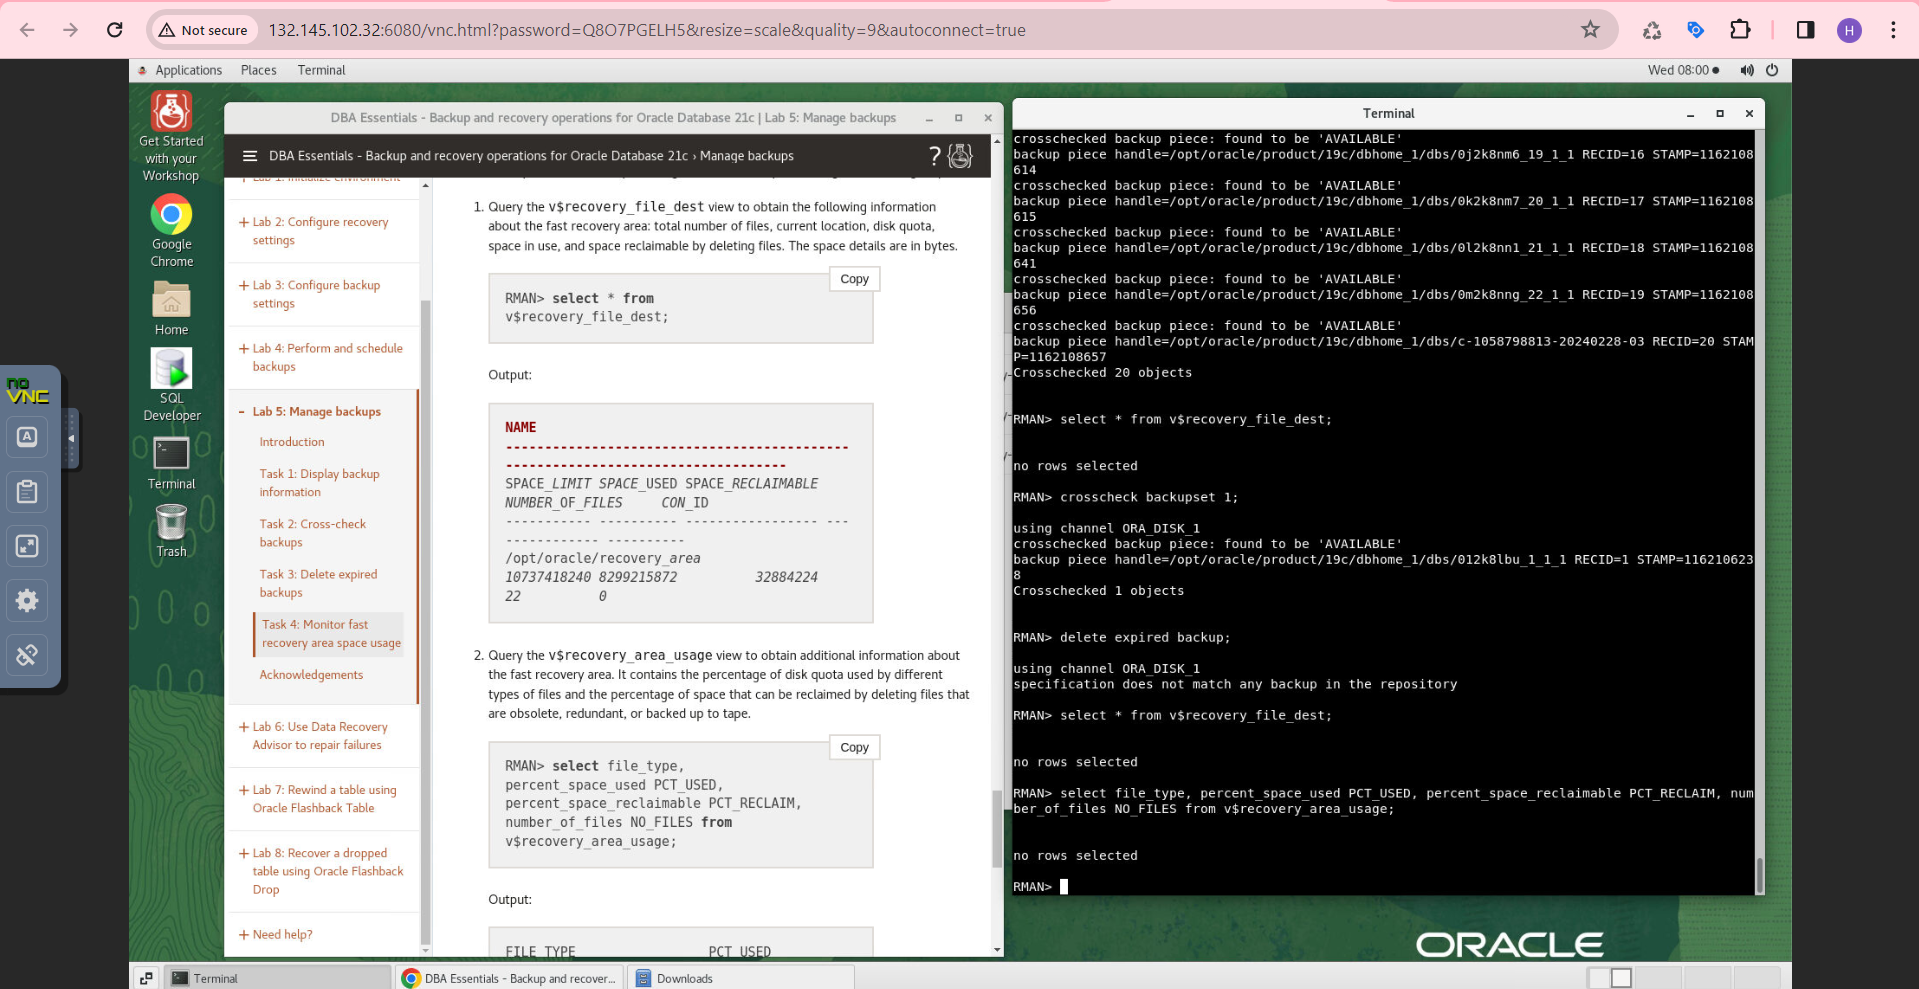 Not secure
132.145.102.32:6080/vnc.html?password=Q8O7PGELH5&resize=scale&quality=9&autoconnect=true
H
Applications Places Terminal
Wed 08:00
Get Started
with your
Workshop
Google
Chrome
Home
SQL
Developer
Terminal
Trash
no
VNC
A
DBA Essentials - Backup and recovery operations for Oracle Database 21c | Lab 5: Manage backups
DBA Essentials - Backup and recovery operations for Oracle Database 21c › Manage backups
?
Lab 1: Initialize environment
+ Lab 2: Configure recovery
settings
+ Lab 3: Configure backup
settings
+ Lab 4: Perform and schedule
backups
- Lab 5: Manage backups
Introduction
Task 1: Display backup
information
Task 2: Cross-check
backups
Task 3: Delete expired
backups
Task 4: Monitor fast
recovery area space usage
Acknowledgements
+ Lab 6: Use Data Recovery
Advisor to repair failures
+ Lab 7: Rewind a table using
Oracle Flashback Table
+ Lab 8: Recover a dropped
table using Oracle Flashback
Drop
+ Need help?
1. Query the v$recovery_file_dest view to obtain the following information
about the fast recovery area: total number of files, current location, disk quota,
space in use, and space reclaimable by deleting files. The space details are in bytes.
Copy
RMAN> select * from
v$recovery_file_dest;
Output:
NAME
--------------------------------------------
------------------------------------
SPACE_LIMIT SPACE_USED SPACE_RECLAIMABLE
NUMBER_OF_FILES     CON_ID
----------- ---------- ----------------- ---
------------ ----------
/opt/oracle/recovery_area
10737418240 8299215872          32884224
22          0
2. Query the v$recovery_area_usage view to obtain additional information about
the fast recovery area. It contains the percentage of disk quota used by different
types of files and the percentage of space that can be reclaimed by deleting files that
are obsolete, redundant, or backed up to tape.
Copy
RMAN> select file_type,
percent_space_used PCT_USED,
percent_space_reclaimable PCT_RECLAIM,
number_of_files NO_FILES from
v$recovery_area_usage;
Output:
FILE_TYPE                 PCT_USED
Terminal
crosschecked backup piece: found to be 'AVAILABLE'
backup piece handle=/opt/oracle/product/19c/dbhome_1/dbs/0j2k8nm6_19_1_1 RECID=16 STAMP=1162108
614
crosschecked backup piece: found to be 'AVAILABLE'
backup piece handle=/opt/oracle/product/19c/dbhome_1/dbs/0k2k8nm7_20_1_1 RECID=17 STAMP=1162108
615
crosschecked backup piece: found to be 'AVAILABLE'
backup piece handle=/opt/oracle/product/19c/dbhome_1/dbs/0l2k8nn1_21_1_1 RECID=18 STAMP=1162108
641
crosschecked backup piece: found to be 'AVAILABLE'
backup piece handle=/opt/oracle/product/19c/dbhome_1/dbs/0m2k8nng_22_1_1 RECID=19 STAMP=1162108
656
crosschecked backup piece: found to be 'AVAILABLE'
backup piece handle=/opt/oracle/product/19c/dbhome_1/dbs/c-1058798813-20240228-03 RECID=20 STAM
P=1162108657
Crosschecked 20 objects
RMAN> select * from v$recovery_file_dest;
no rows selected
RMAN> crosscheck backupset 1;
using channel ORA_DISK_1
crosschecked backup piece: found to be 'AVAILABLE'
backup piece handle=/opt/oracle/product/19c/dbhome_1/dbs/012k8lbu_1_1_1 RECID=1 STAMP=116210623
8
Crosschecked 1 objects
RMAN> delete expired backup;
using channel ORA_DISK_1
specification does not match any backup in the repository
RMAN> select * from v$recovery_file_dest;
no rows selected
RMAN> select file_type, percent_space_used PCT_USED, percent_space_reclaimable PCT_RECLAIM, num
ber_of_files NO_FILES from v$recovery_area_usage;
no rows selected
RMAN>
ORACLE
Terminal
DBA Essentials - Backup and recover...
Downloads